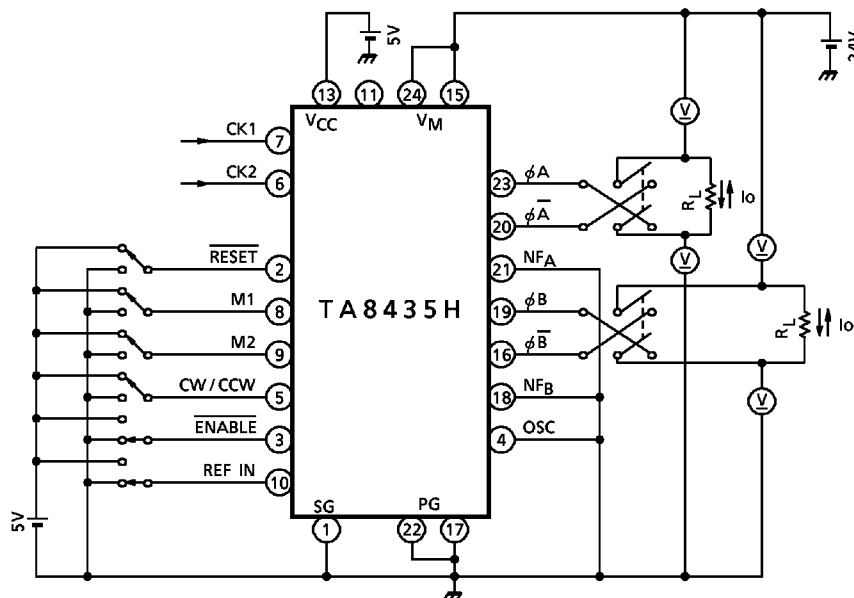 5V
24V
13 11 24 15
VCC VM
CK1 7
CK2 6
23 φA
20 φA̅
RL Io
R̅E̅S̅E̅T̅ 2
21 NFA
M1 8
TA8435H
19 φB
M2 9
16 φB̅
RL Io
CW / CCW 5
18 NFB
E̅N̅A̅B̅L̅E̅ 3
4 OSC
REF IN 10
SG PG
1 22 17
5V
V
V
V
V